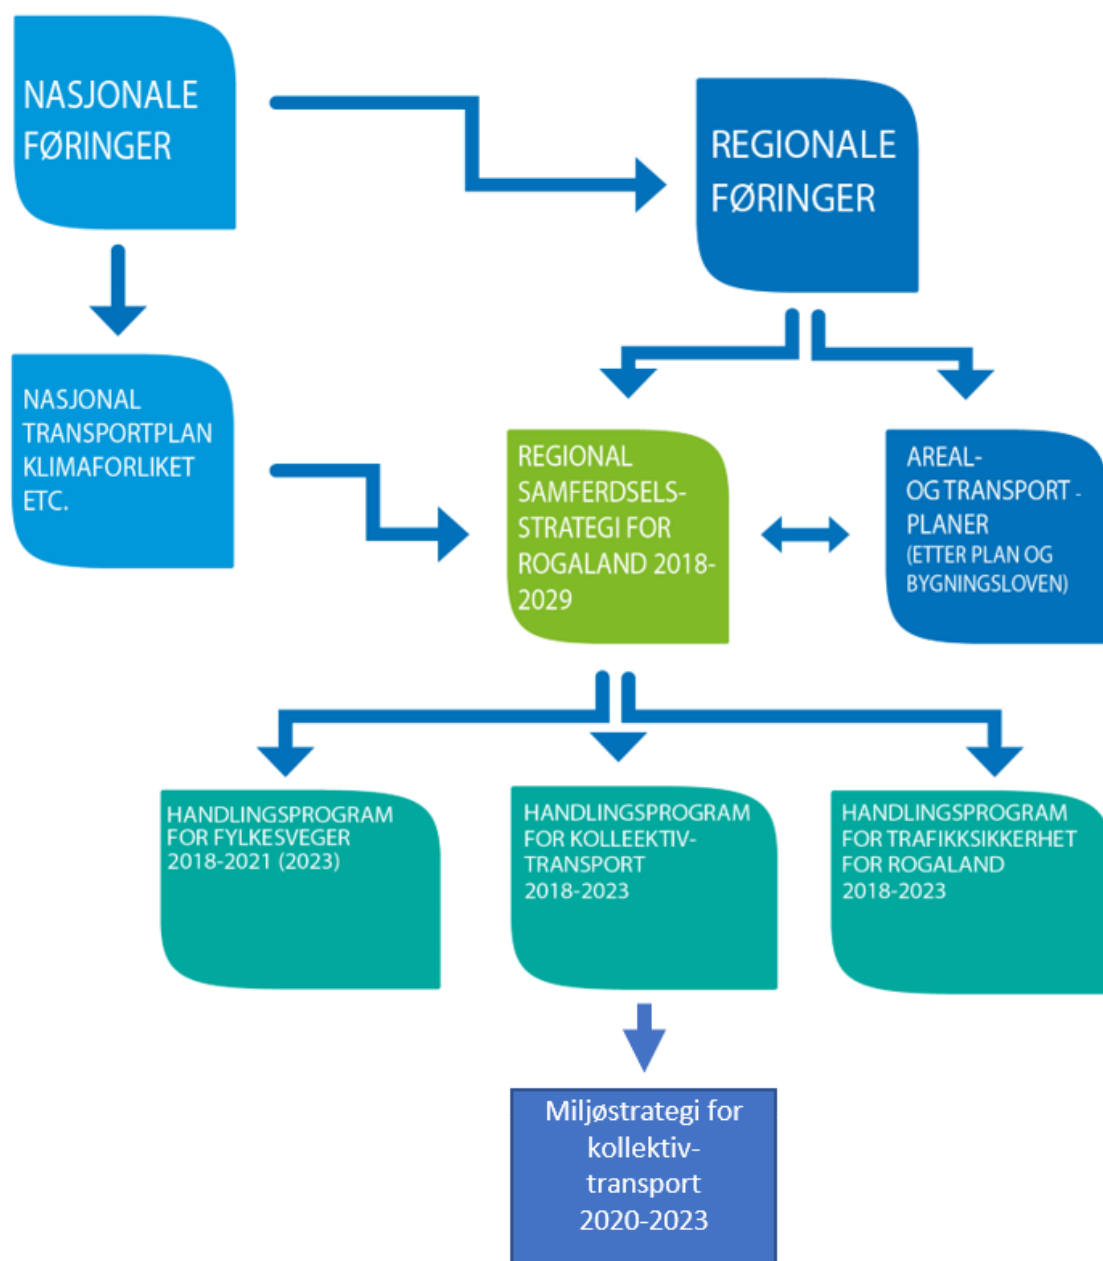 NASJONALE
FØRINGER
REGIONALE
FØRINGER
NASJONAL
TRANSPORTPLAN
KLIMAFORLIKET
ETC.
REGIONAL
SAMFERDSELS-
STRATEGI FOR
ROGALAND 2018-
2029
AREAL-
OG TRANSPORT -
PLANER
(ETTER PLAN OG
BYGNINGSLOVEN)
HANDLINGSPROGRAM
FOR FYLKESVEGER
2018-2021 (2023)
HANDLINGSPROGRAM
FOR KOLLEEKTIV-
TRANSPORT
2018-2023
HANDLINGSPROGRAM
FOR TRAFIKKSIKKERHET
FOR ROGALAND
2018-2023
Miljøstrategi for
kollektiv-
transport
2020-2023